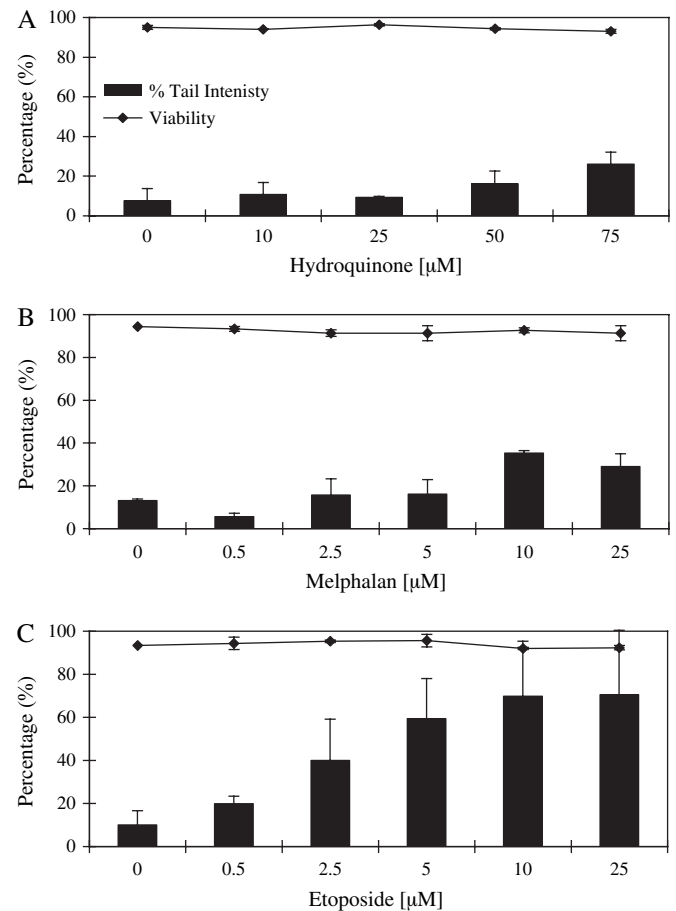 A
Percentage (%)
100
80
60
40
20
0
% Tail Intenisty
Viability
0 10 25 50 75
Hydroquinone [μM]
B
Percentage (%)
100
80
60
40
20
0
0 0.5 2.5 5 10 25
Melphalan [μM]
C
Percentage (%)
100
80
60
40
20
0
0 0.5 2.5 5 10 25
Etoposide [μM]